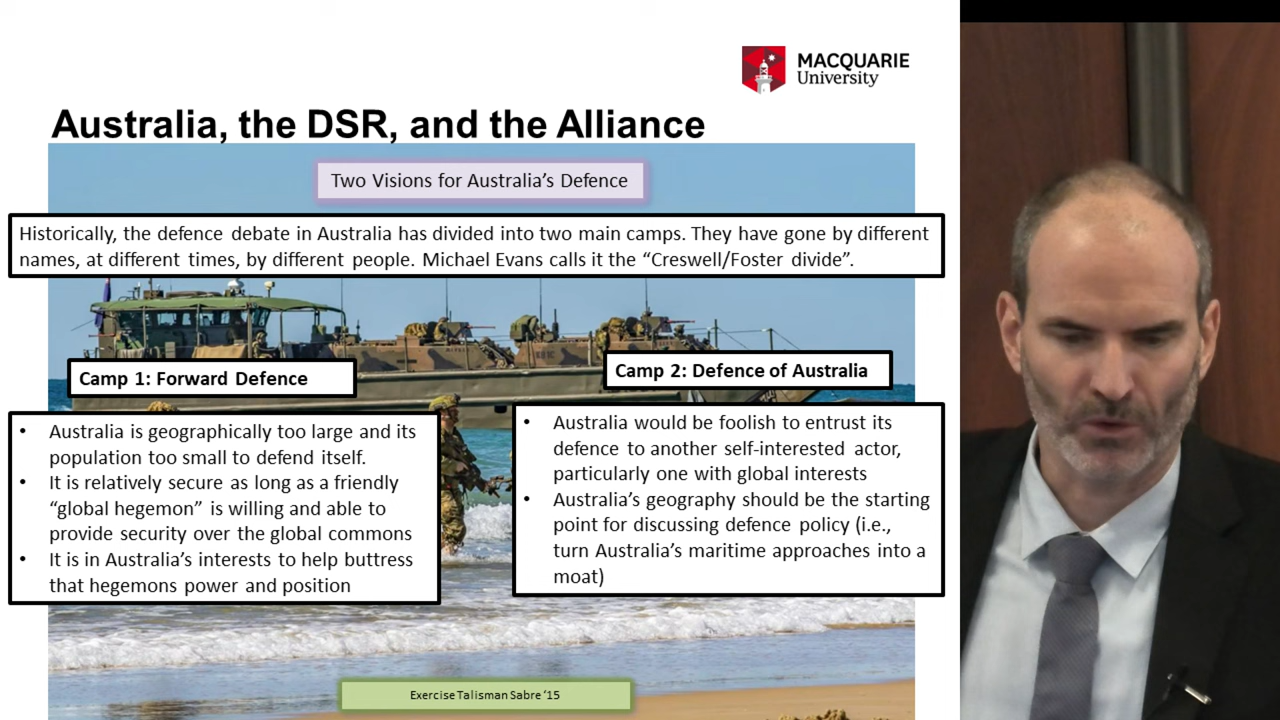 MACQUARIE
University
Australia, the DSR, and the Alliance
Two Visions for Australia’s Defence
Historically, the defence debate in Australia has divided into two main camps. They have gone by different
names, at different times, by different people. Michael Evans calls it the “Creswell/Foster divide”.
Camp 1: Forward Defence
• Australia is geographically too large and its
population too small to defend itself.
• It is relatively secure as long as a friendly
“global hegemon” is willing and able to
provide security over the global commons
• It is in Australia’s interests to help buttress
that hegemons power and position
Camp 2: Defence of Australia
• Australia would be foolish to entrust its
defence to another self-interested actor,
particularly one with global interests
• Australia’s geography should be the starting
point for discussing defence policy (i.e.,
turn Australia’s maritime approaches into a
moat)
Exercise Talisman Sabre ‘15